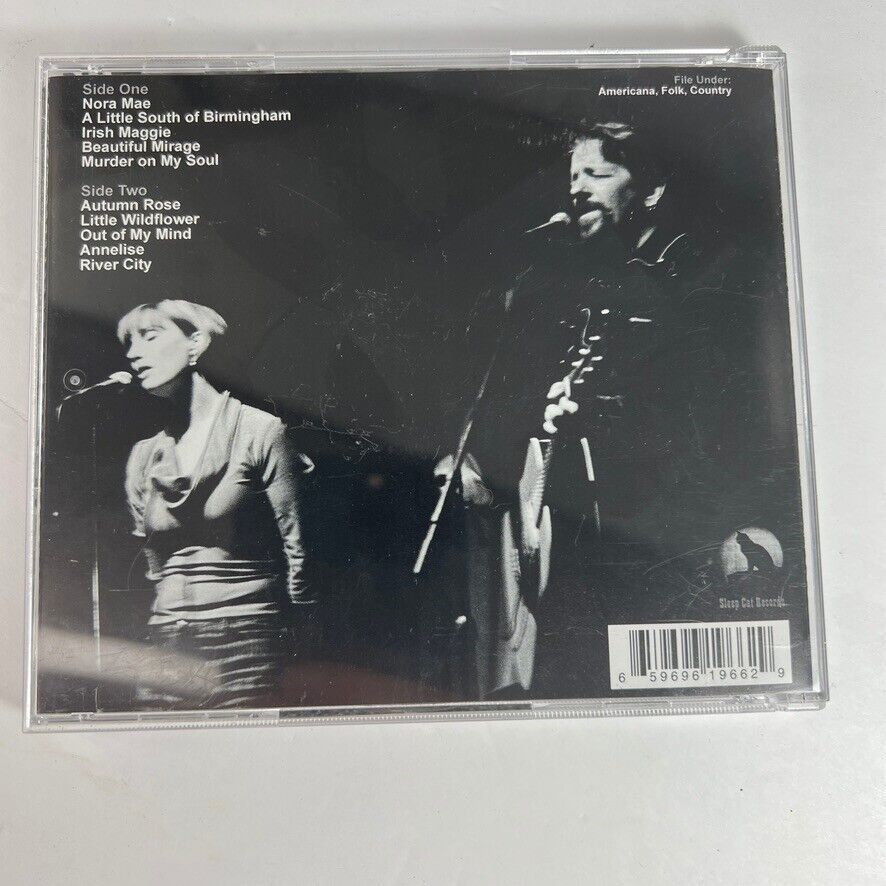 Side One
Nora Mae
A Little South of Birmingham
Irish Maggie
Beautiful Mirage
Murder on My Soul
Side Two
Autumn Rose
Little Wildflower
Out of My Mind
Annelise
River City
File Under:
Americana, Folk, Country
Sleep Cat Records
6 59696 19662 9